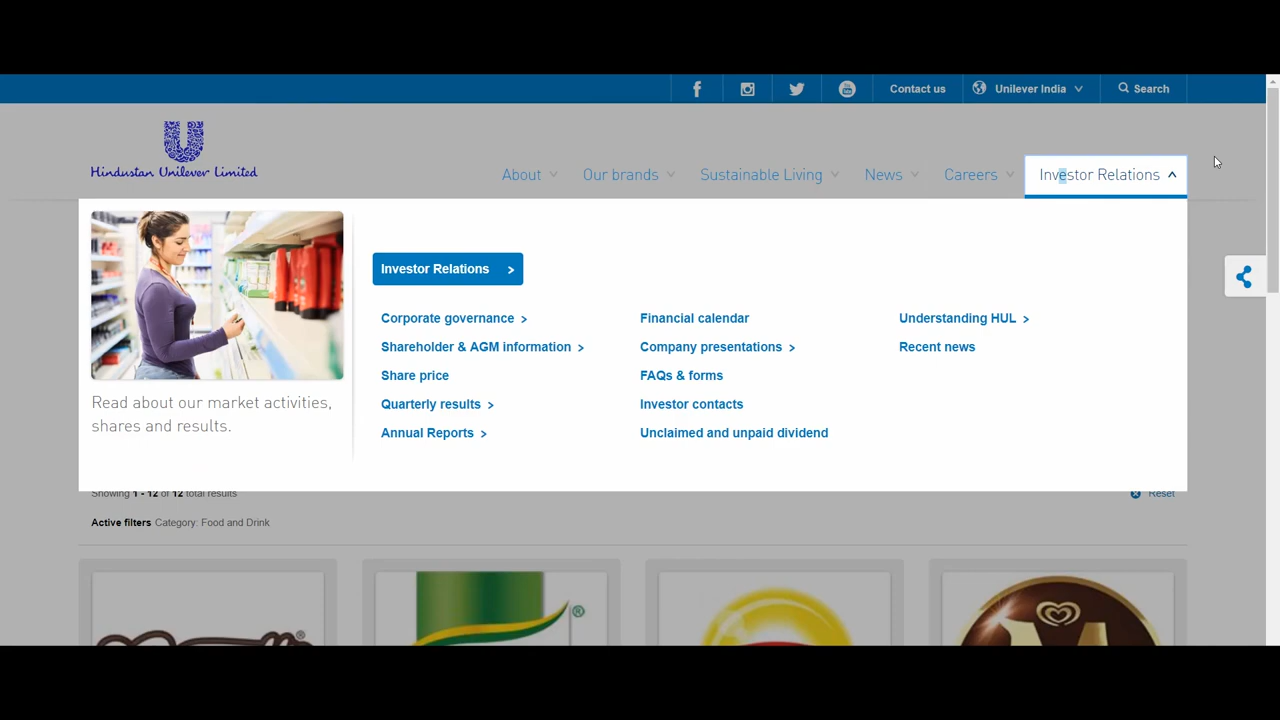 Contact us
Unilever India
Search
Hindustan Unilever Limited
About
Our brands
Sustainable Living
News
Careers
Investor Relations
Read about our market activities,
shares and results.
Investor Relations >
Corporate governance >
Shareholder & AGM information >
Share price
Quarterly results >
Annual Reports >
Financial calendar
Company presentations >
FAQs & forms
Investor contacts
Unclaimed and unpaid dividend
Understanding HUL >
Recent news
Showing 1 - 12 of 12 total results
Reset
Active filters Category: Food and Drink